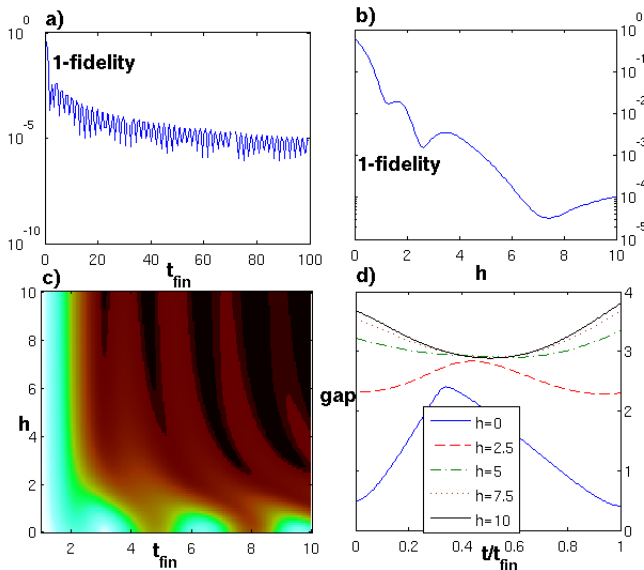 a)
10^0
10^-5
10^-10
1-fidelity
0 20 40 60 80 100
t_fin
b)
10^0
10^-1
10^-2
10^-3
10^-4
10^-5
1-fidelity
0 2 4 6 8 10
h
c)
10
8
6
4
2
0
h
2 4 6 8 10
t_fin
d)
4
3
2
1
0
gap
h=0
h=2.5
h=5
h=7.5
h=10
0 0.2 0.4 0.6 0.8 1
t/t_fin